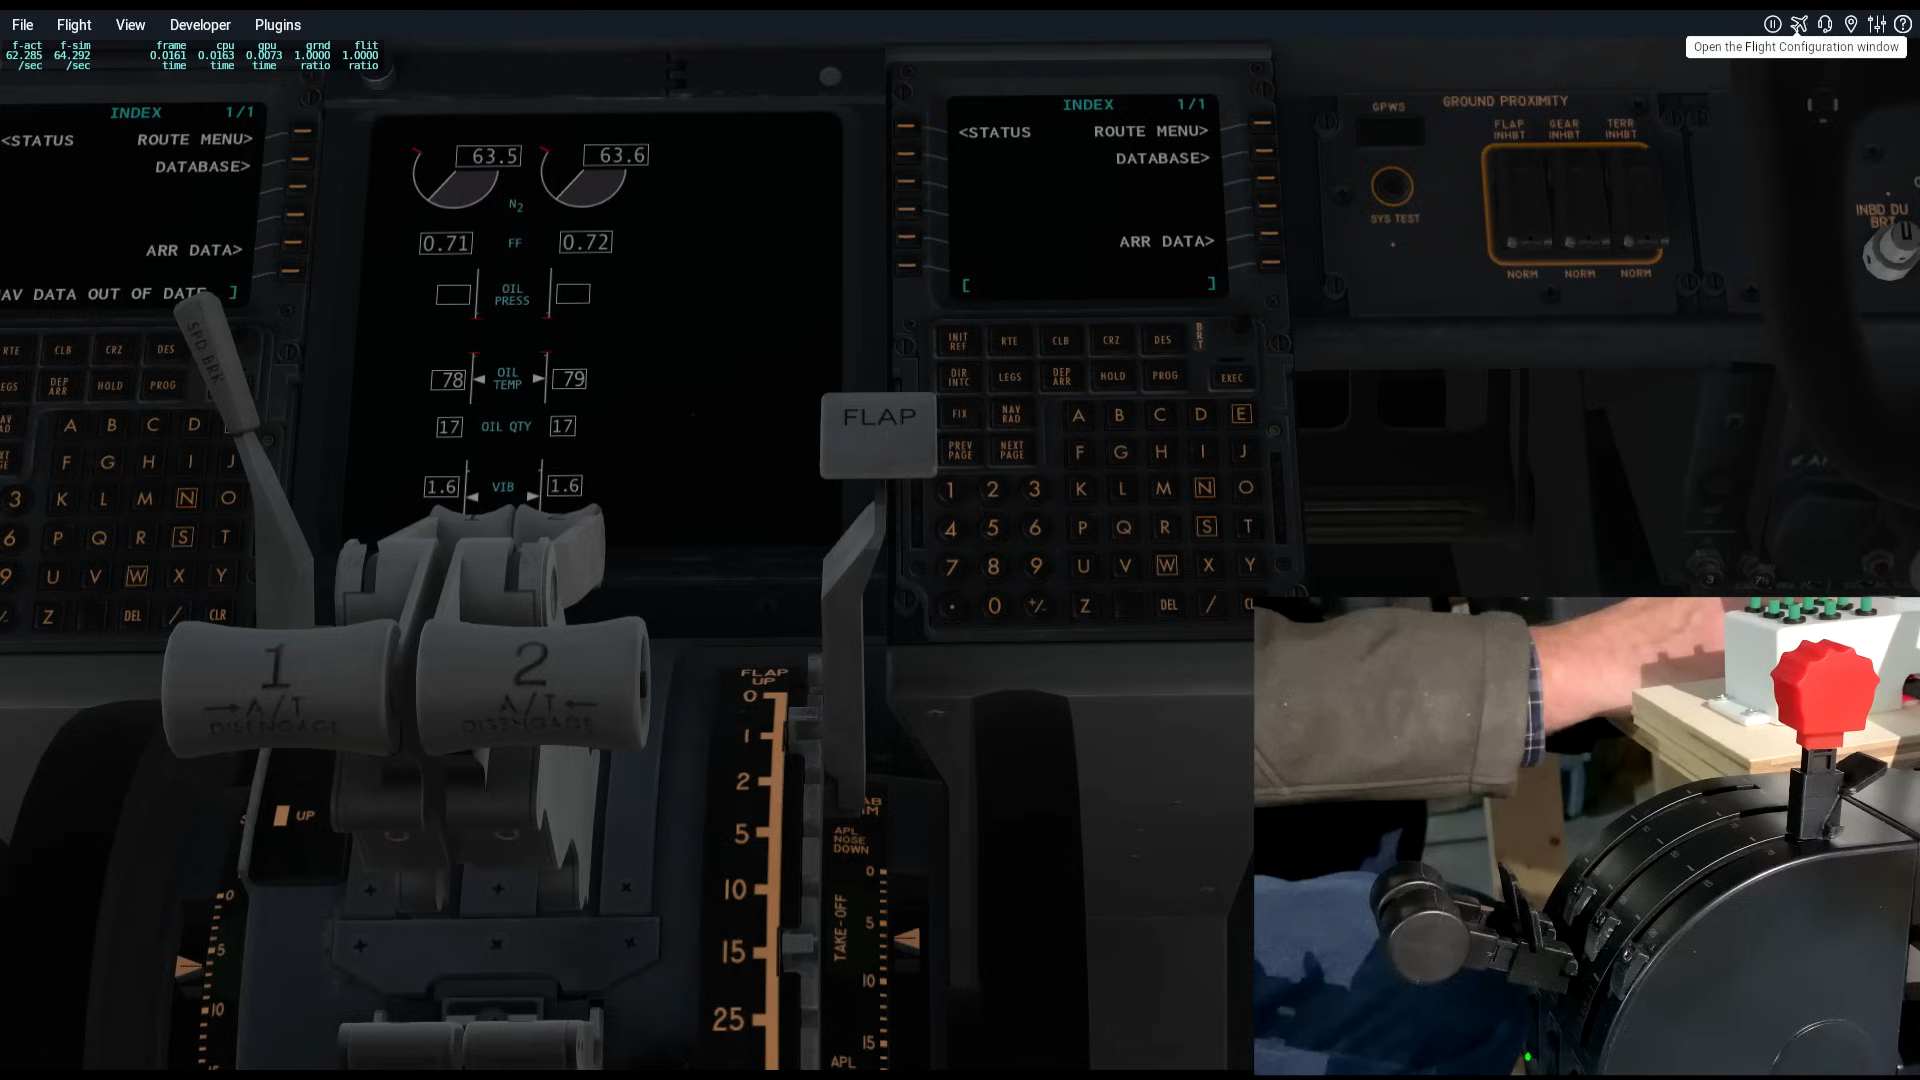 File Flight View Developer Plugins
Open the Flight Configuration window
f-act f-sim frame cpu gpu grnd flit
62.285 64.292 0.0161 0.0163 0.0073 1.0000 1.0000
/sec /sec time time time ratio ratio
INDEX 1/1
<STATUS ROUTE MENU>
DATABASE>
ARR DATA>
NAV DATA OUT OF DATE ]
SPD BRK
RTE CLB CRZ DES
DEP ARR HOLD PROG
A B C D
F G H I J
3 K L M N O
6 P Q R S T
9 U V W X Y
Z DEL / CLR
63.5 63.6
N2
0.71 FF 0.72
OIL PRESS
78 OIL TEMP 79
17 OIL QTY 17
1.6 VIB 1.6
INDEX 1/1
<STATUS ROUTE MENU>
DATABASE>
ARR DATA>
[ ]
INIT REF RTE CLB CRZ DES BRT
DIR INTC LEGS DEP ARR HOLD PROG EXEC
FIX NAV RAD A B C D E
PREV PAGE NEXT PAGE F G H I J
1 2 3 K L M N O
4 5 6 P Q R S T
7 8 9 U V W X Y
. 0 +/- Z DEL /
GPWS GROUND PROXIMITY
FLAP INHBT GEAR INHBT TERR INHBT
SYS TEST
NORM NORM NORM
INBD DU
BRT
FLAP
1
A/T
DISENGAGE
2
A/T
DISENGAGE
UP
0
5
10
15
FLAP
UP
0
1
2
5
10
15
25
APL
NOSE
DOWN
0
5
10
15
TAKE-OFF
APL